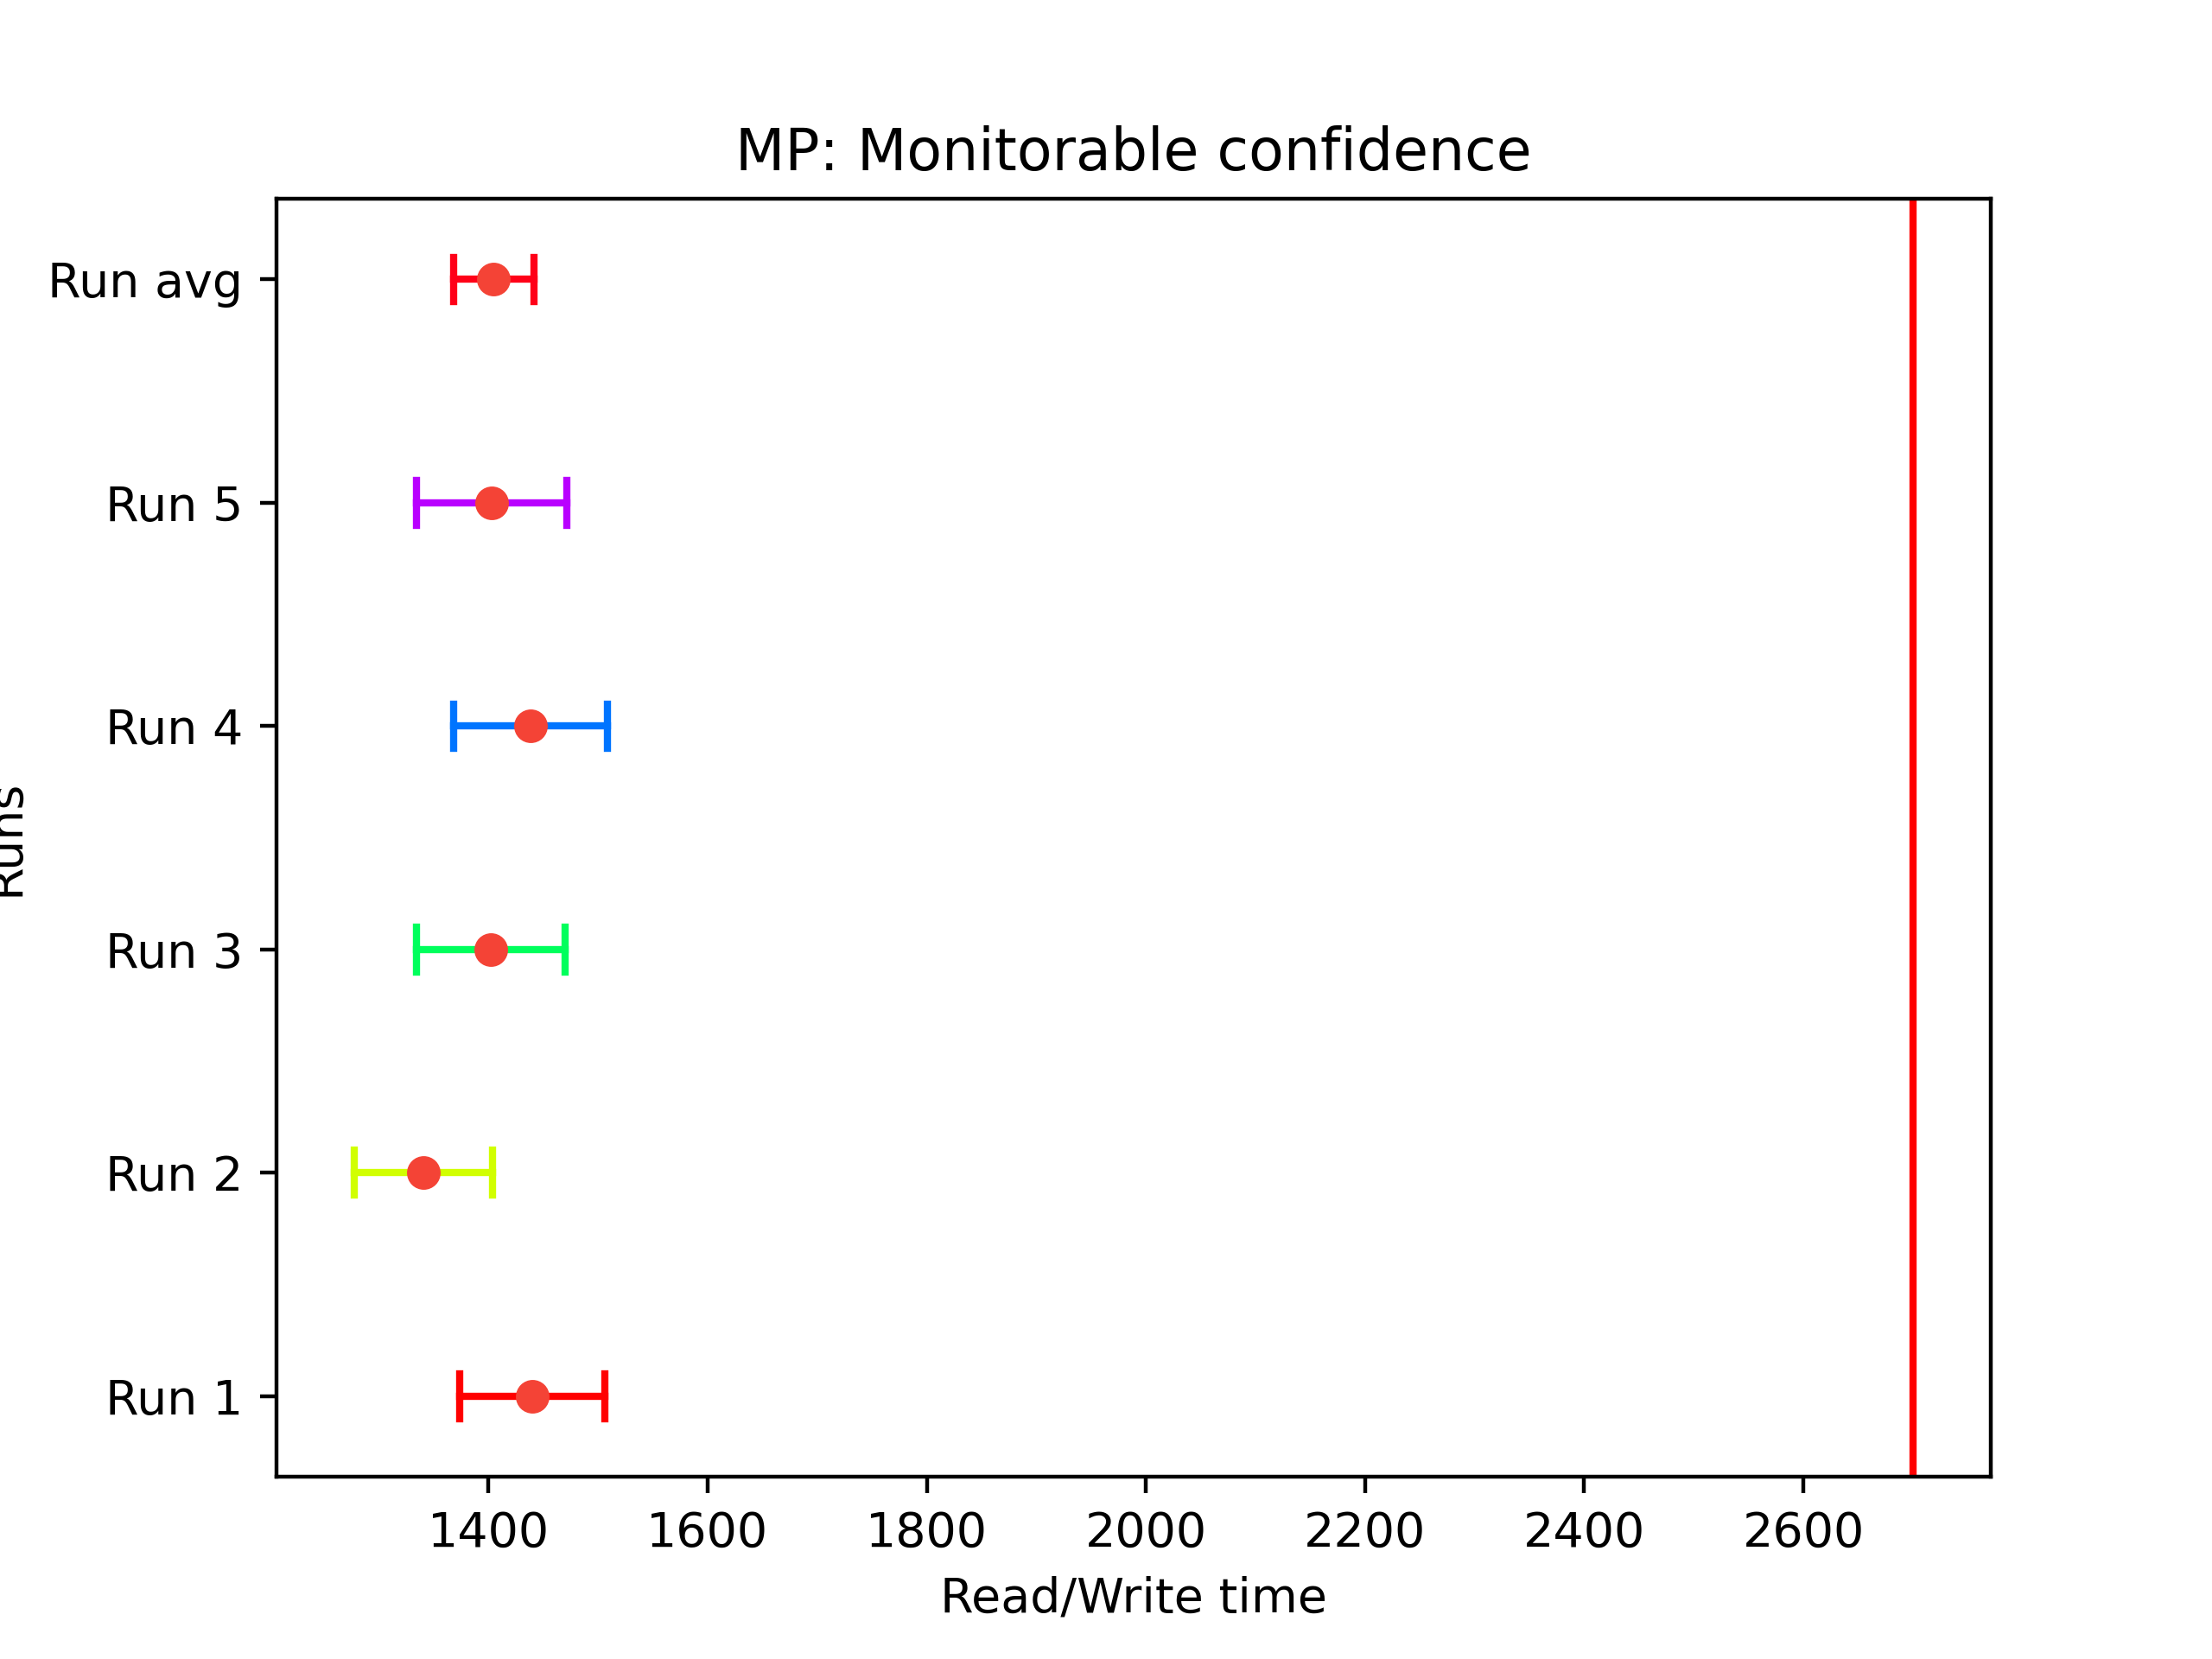 MP: Monitorable confidence
Run avg
Run 5
Run 4
Runs
Run 3
Run 2
Run 1
1400 1600 1800 2000 2200 2400 2600
Read/Write time